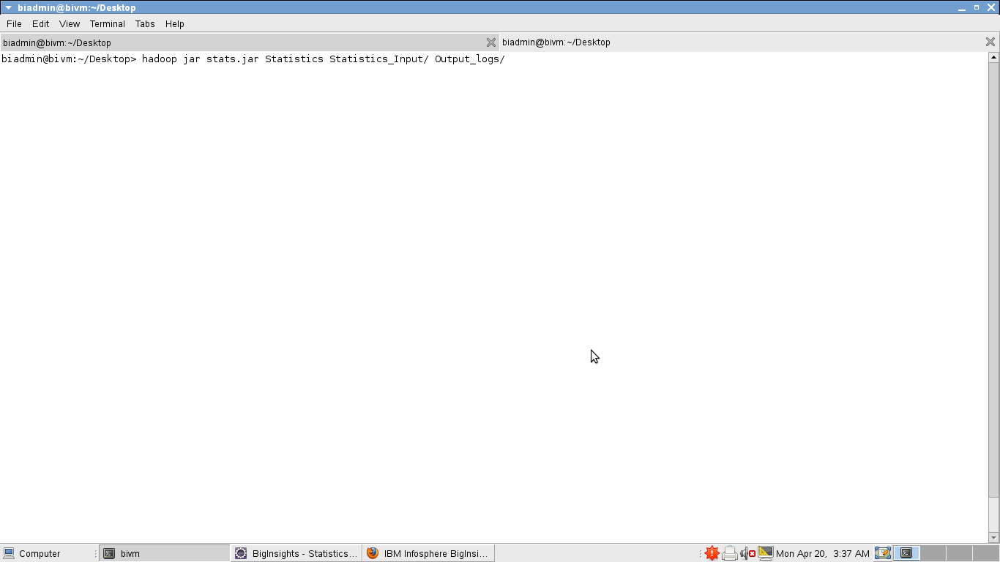 biadmin@bivm:~/Desktop
File Edit View Terminal Tabs Help
biadmin@bivm:~/Desktop biadmin@bivm:~/Desktop
biadmin@bivm:~/Desktop> hadoop jar stats.jar Statistics Statistics_Input/ Output_logs/
Computer bivm BigInsights - Statistics... IBM Infosphere BigInsi... Mon Apr 20, 3:37 AM